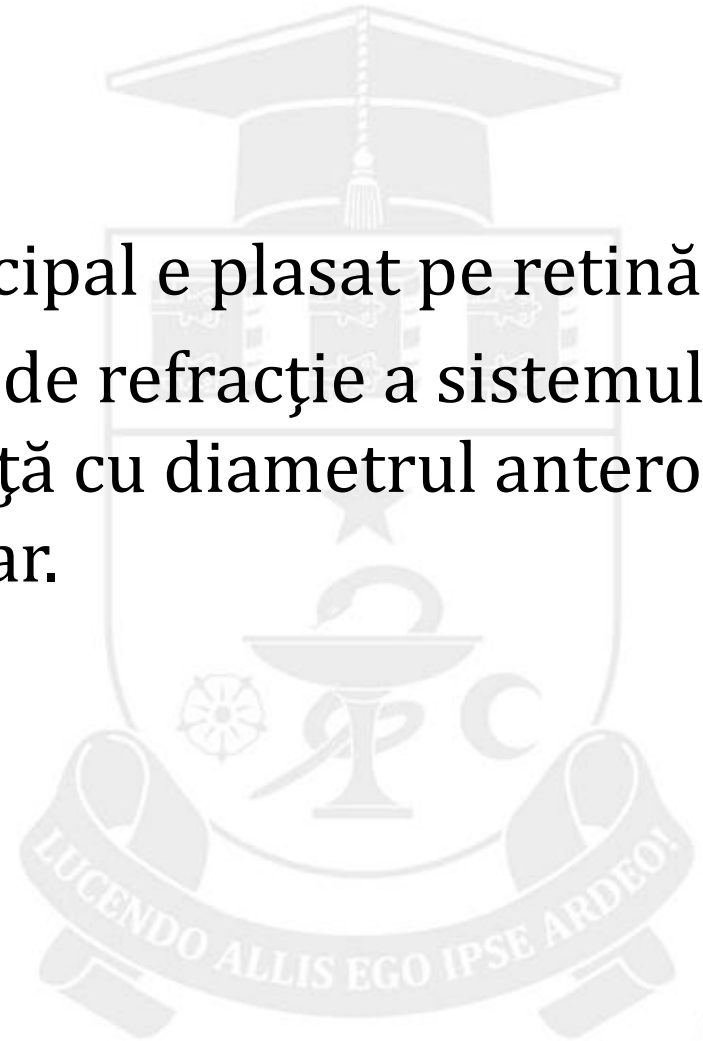 cipal e plasat pe retină
de refracţie a sistemul
ţă cu diametrul antero
ar.
LUCENDO ALLIS EGO IPSE ARDEO!